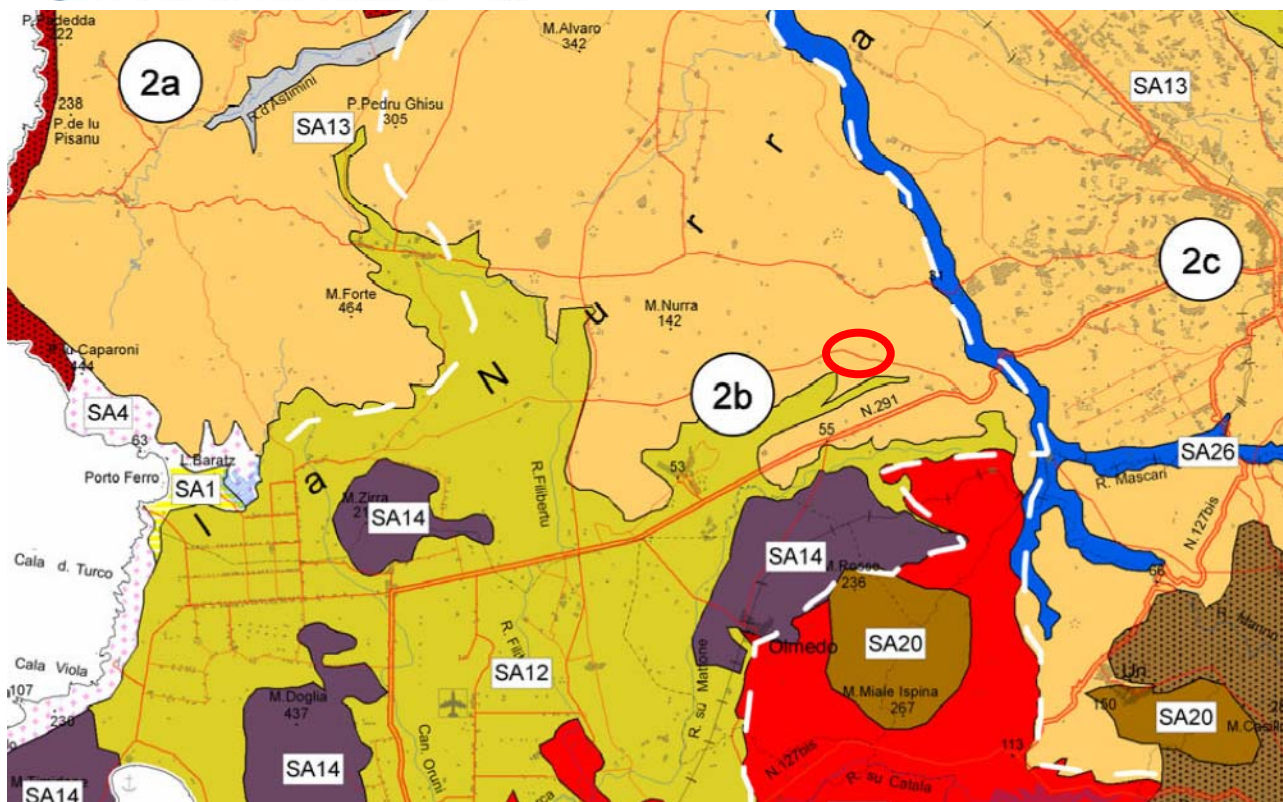 P. Padedda
M.Alvaro
342
a
2a
SA13
R.d'Astimini
P.Pedru Ghisu
305
SA13
238
P.de lu
Pisanu
r
r
2c
M.Forte
464
M.Nurra
142
u
N
2b
N.291
55
SA4
63
L.Baratz
Porto Ferro
SA1
a
l
53
R.Filibertu
SA26
R. Mascari
N.127bis
M.Zirra
SA14
Cala d. Turco
SA14
M.Rosso
236
66
Olmedo
SA20
Cala Viola
107
230
SA12
R. su Mattone
M.Miale Ispina
267
150
SA20
M.Doglia
437
Can. Oruni
SA14
113
N.127bis
R. su Catala
SA14